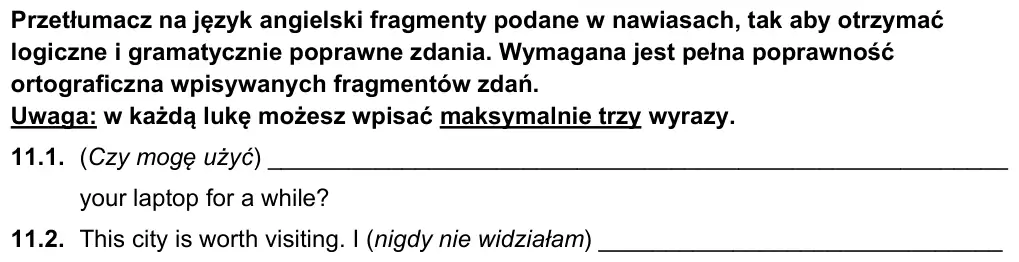 Przetłumacz na język angielski fragmenty podane w nawiasach, tak aby otrzymać
logiczne i gramatycznie poprawne zdania. Wymagana jest pełna poprawność
ortograficzna wpisywanych fragmentów zdań.
Uwaga: w każdą lukę możesz wpisać maksymalnie trzy wyrazy.
11.1. (Czy mogę użyć) ______________________________
your laptop for a while?
11.2. This city is worth visiting. I (nigdy nie widziałam) ______________________________